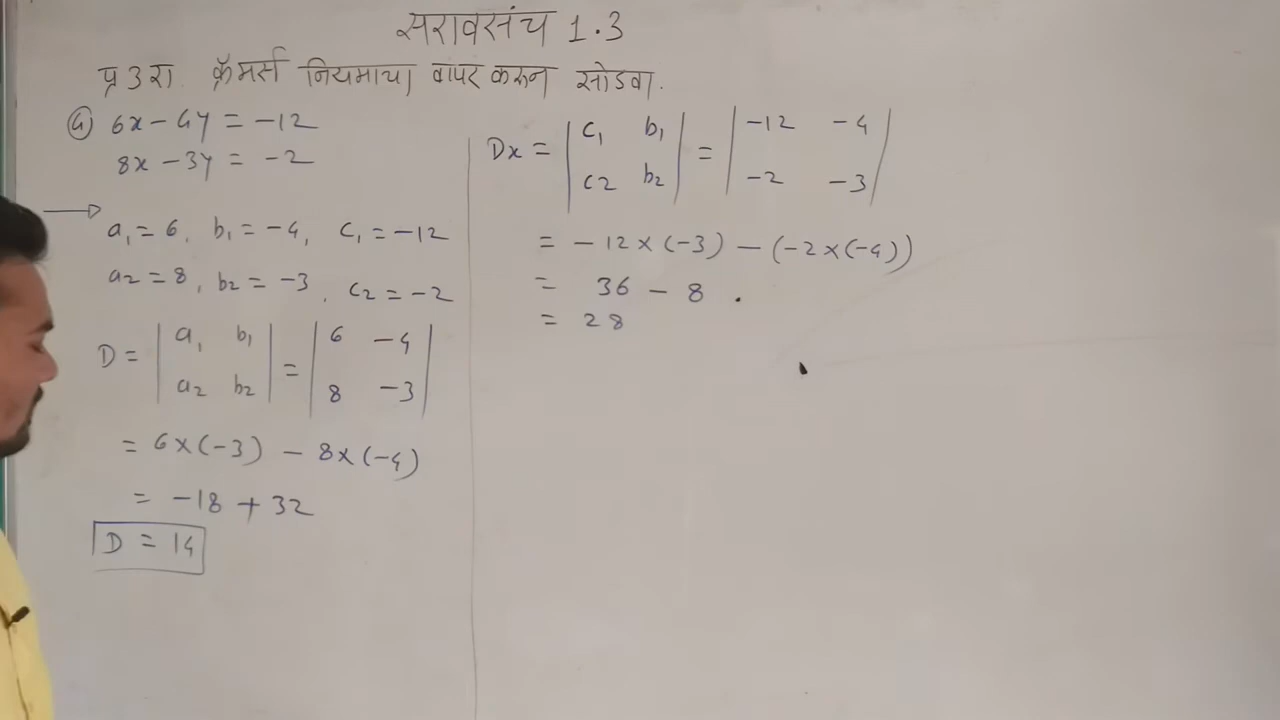 सरावसंच 1.3
प्र 3 रा. क्रॅमर्स नियमाचा वापर करून सोडवा.
④ 6x - 4y = -12
8x - 3y = -2
→ a₁ = 6, b₁ = -4, c₁ = -12
a2 = 8, b₂ = -3, c₂ = -2
D = | a₁ b₁ | = | 6 -4 |
| a2 b2 | | 8 -3 |
= 6×(-3) - 8×(-4)
= -18 + 32
D = 14
Dx = | c₁ b₁ | = | -12 -4 |
| c2 b₂ | | -2 -3 |
= -12×(-3) - (-2×(-4))
= 36 - 8 .
= 28